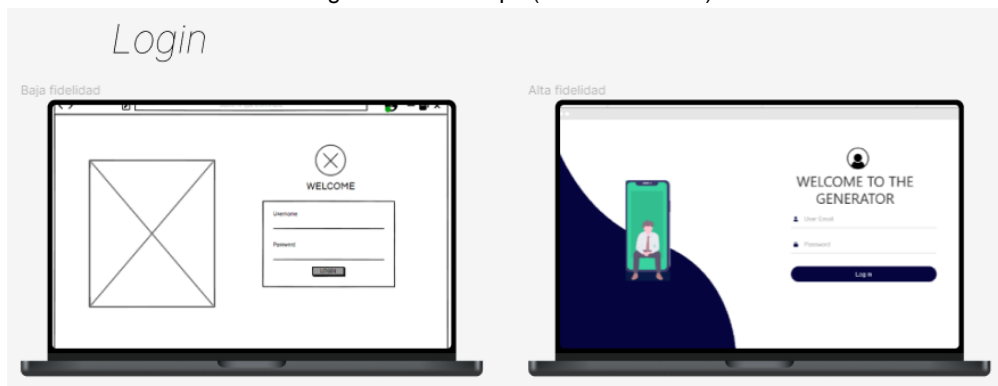 Login
Baja fidelidad
Alta fidelidad
WELCOME
Username
Password
WELCOME TO THE
GENERATOR
User Email
Password
Log in